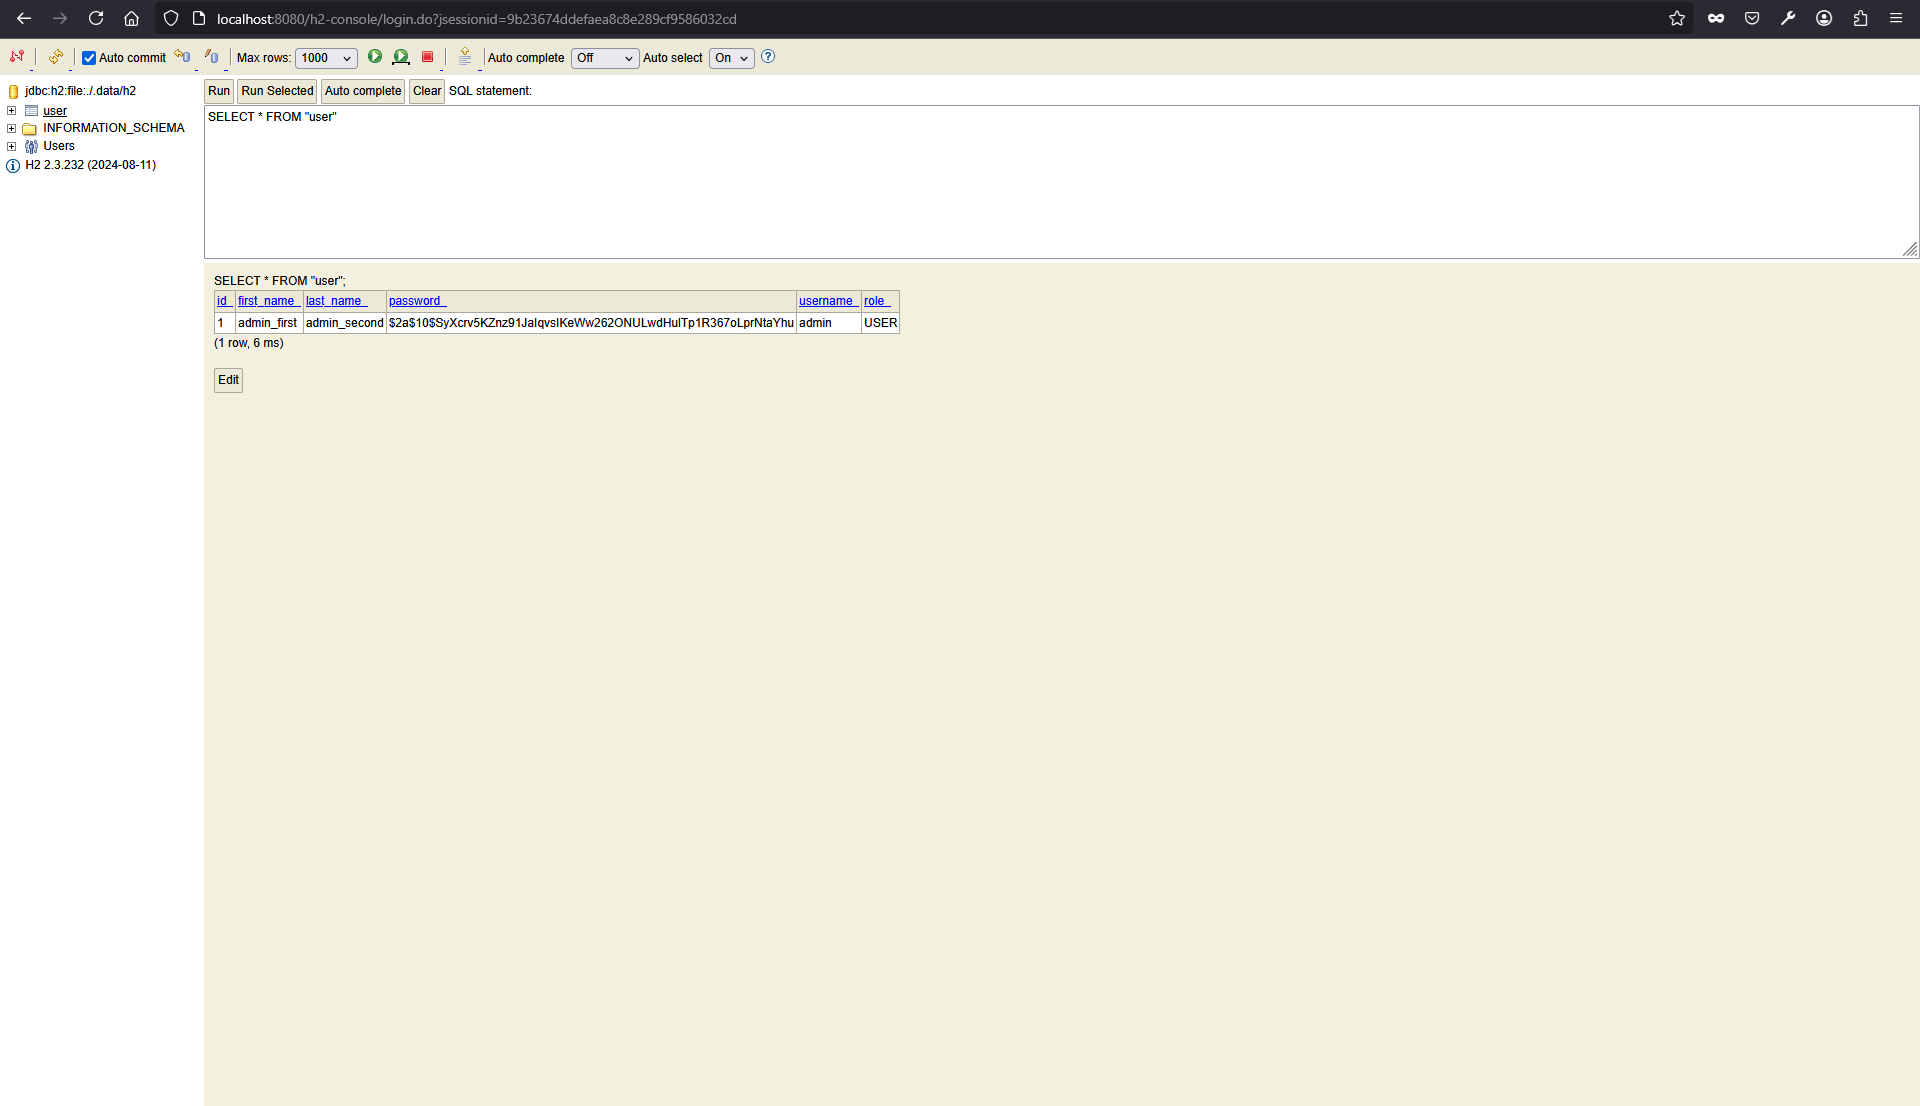 localhost:8080/h2-console/login.do?jsessionid=9b23674ddefaea8c8e289cf9586032cd
Auto commit Max rows: 1000 Auto complete Off Auto select On
jdbc:h2:file:./.data/h2
user
INFORMATION_SCHEMA
Users
H2 2.3.232 (2024-08-11)
Run Run Selected Auto complete Clear SQL statement:
SELECT * FROM "user"
SELECT * FROM "user";
id first_name last_name password username role
1 admin_first admin_second $2a$10$SyXcrv5KZnz91JaIqvsIKeWw262ONULwdHulTp1R367oLprNtaYhu admin USER
(1 row, 6 ms)
Edit